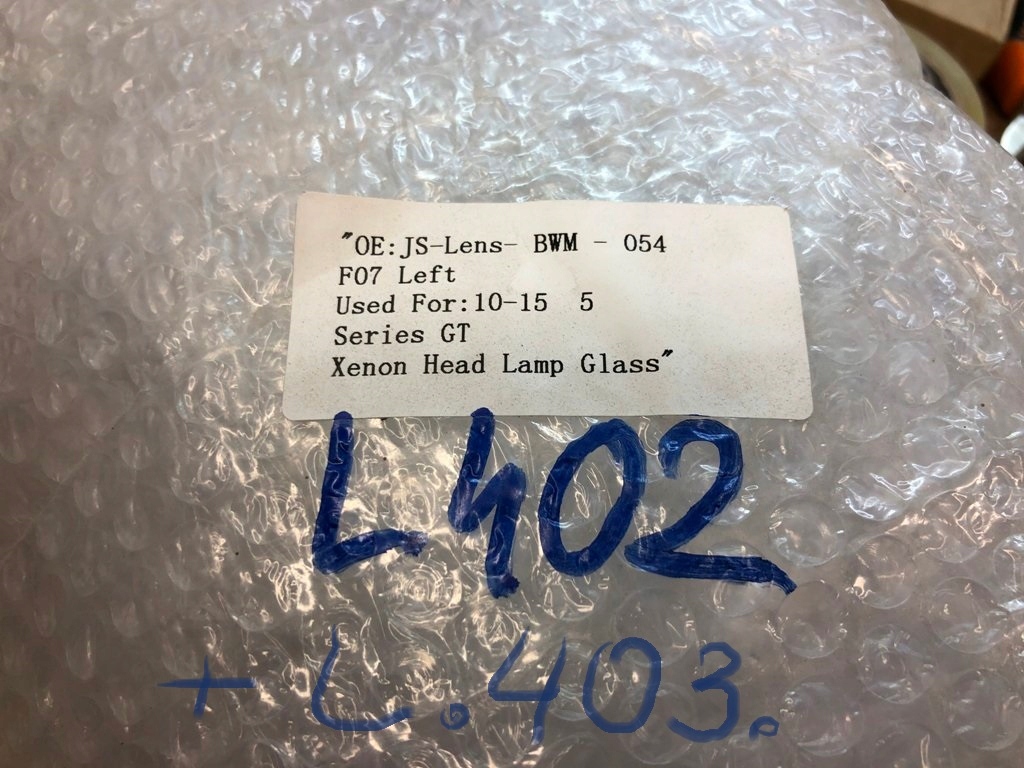 "OE:JS-Lens- BWM - 054
F07 Left
Used For:10-15 5
Series GT
Xenon Head Lamp Glass"
L402
+ L.403.